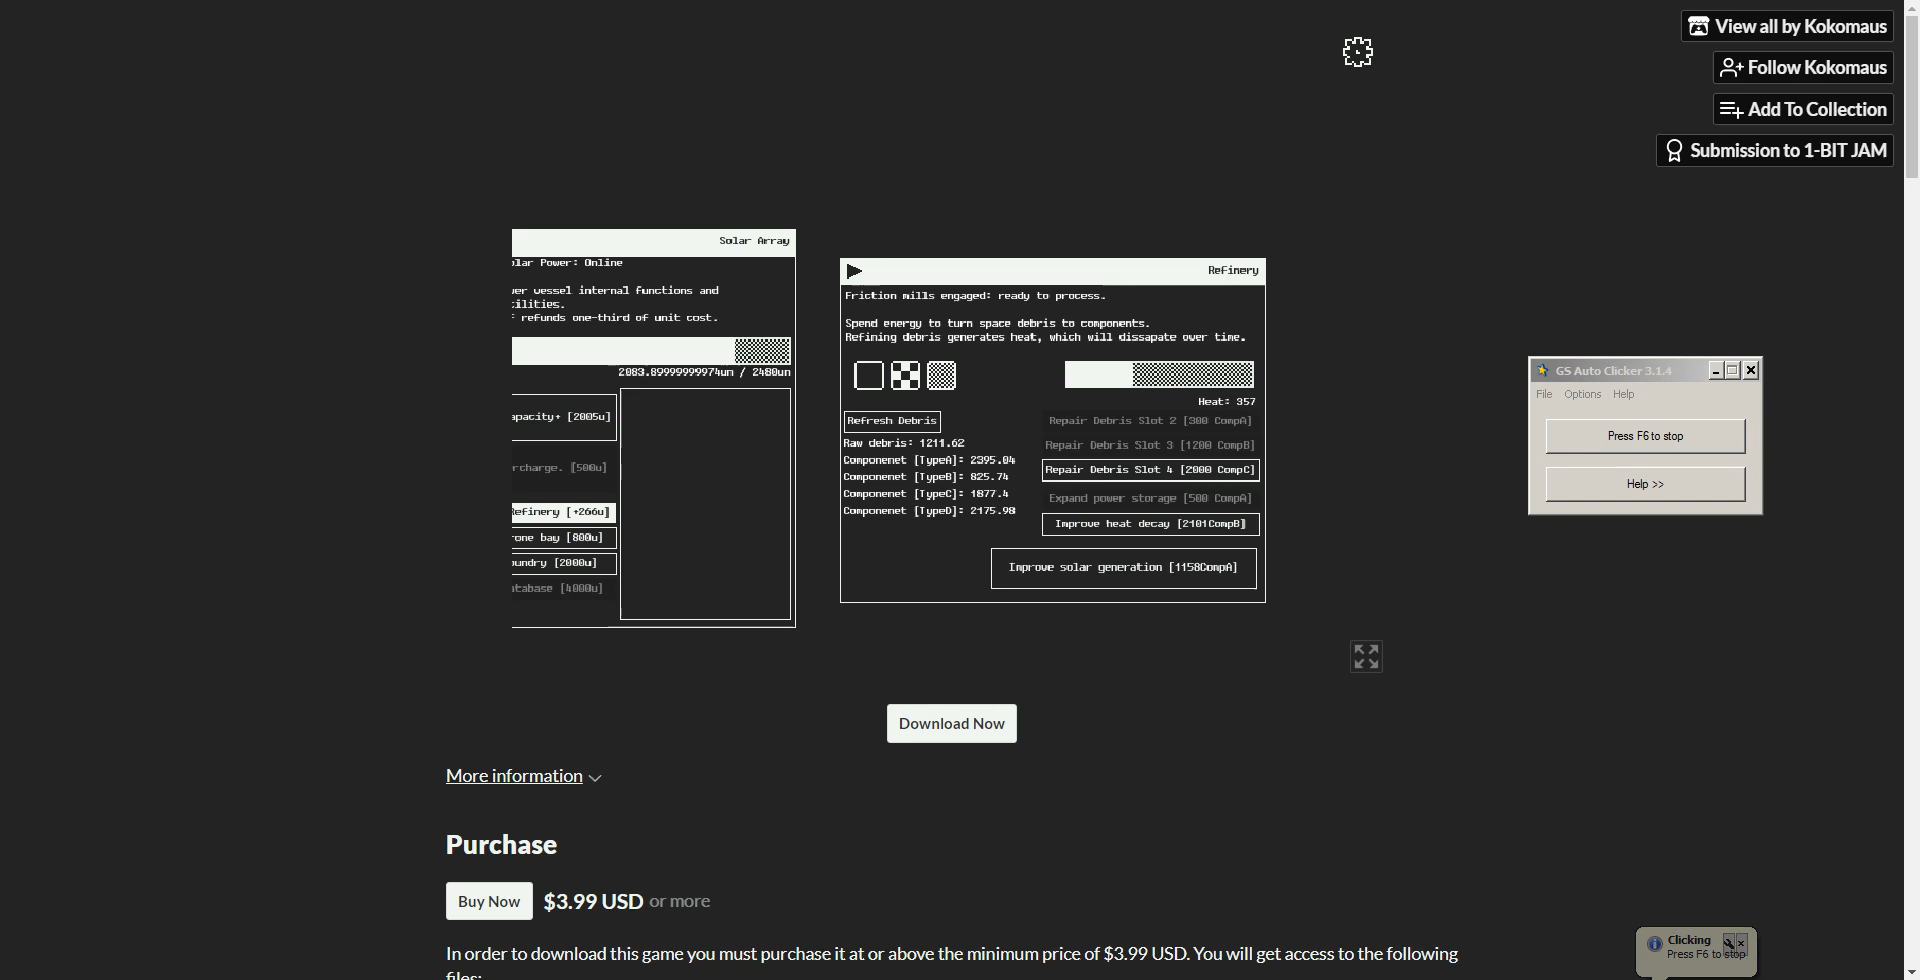 View all by Kokomaus
Follow Kokomaus
Add To Collection
Submission to 1-BIT JAM
Solar Array
olar Power: Online
wer vessel internal functions and
cilities.
refunds one-third of unit cost.
2083.89999999974um / 2480un
apacity+ [2005u]
rcharge. [500u]
Refinery [+266u]
rone bay [800u]
oundry [2000u]
atabase [4000u]
Refinery
Friction mills engaged: ready to process.
Spend energy to turn space debris to components.
Refining debris generates heat, which will dissapate over time.
Heat: 357
Refresh Debris
Raw debris: 1211.62
Componenet [TypeA]: 2395.04
Componenet [TypeB]: 825.74
Componenet [TypeC]: 1877.4
Componenet [TypeD]: 2175.98
Repair Debris Slot 2 [300 CompA]
Repair Debris Slot 3 [1200 CompB]
Repair Debris Slot 4 [2000 CompC]
Expand power storage [500 CompA]
Improve heat decay [2101CompB]
Improve solar generation [1158CompA]
GS Auto Clicker 3.1.4
File Options Help
Press F6 to stop
Help >>
Download Now
More information
Purchase
Buy Now $3.99 USD or more
In order to download this game you must purchase it at or above the minimum price of $3.99 USD. You will get access to the following
files:
Clicking
Press F6 to stop